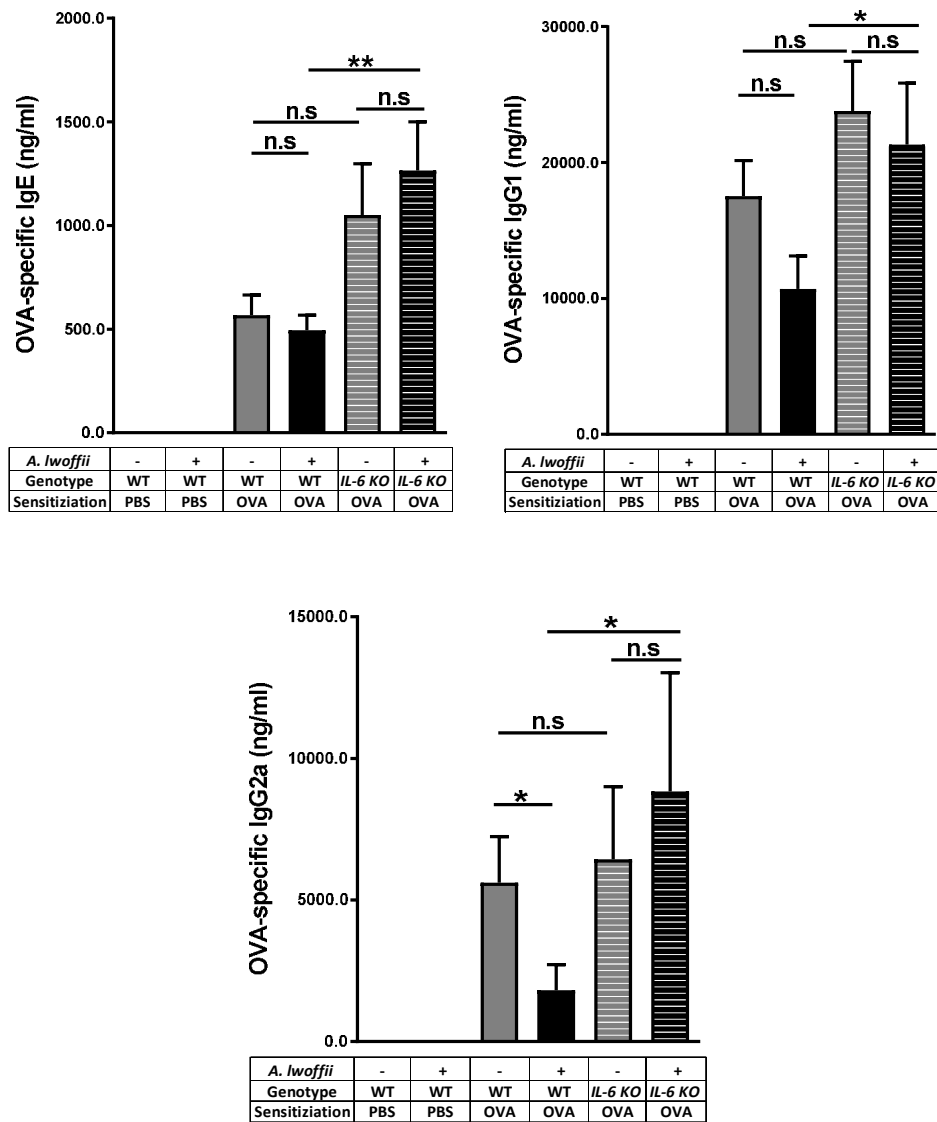 2000.0
1500.0
1000.0
500.0
0.0
OVA-specific IgE (ng/ml)
**
n.s
n.s
n.s
A. lwoffii - + - + - +
Genotype WT WT WT WT IL-6 KO IL-6 KO
Sensitiziation PBS PBS OVA OVA OVA OVA
30000.0
20000.0
10000.0
0.0
OVA-specific IgG1 (ng/ml)
*
n.s
n.s
n.s
A. lwoffii - + - + - +
Genotype WT WT WT WT IL-6 KO IL-6 KO
Sensitiziation PBS PBS OVA OVA OVA OVA
15000.0
10000.0
5000.0
0.0
OVA-specific IgG2a (ng/ml)
*
n.s
n.s
*
A. lwoffii - + - + - +
Genotype WT WT WT WT IL-6 KO IL-6 KO
Sensitiziation PBS PBS OVA OVA OVA OVA